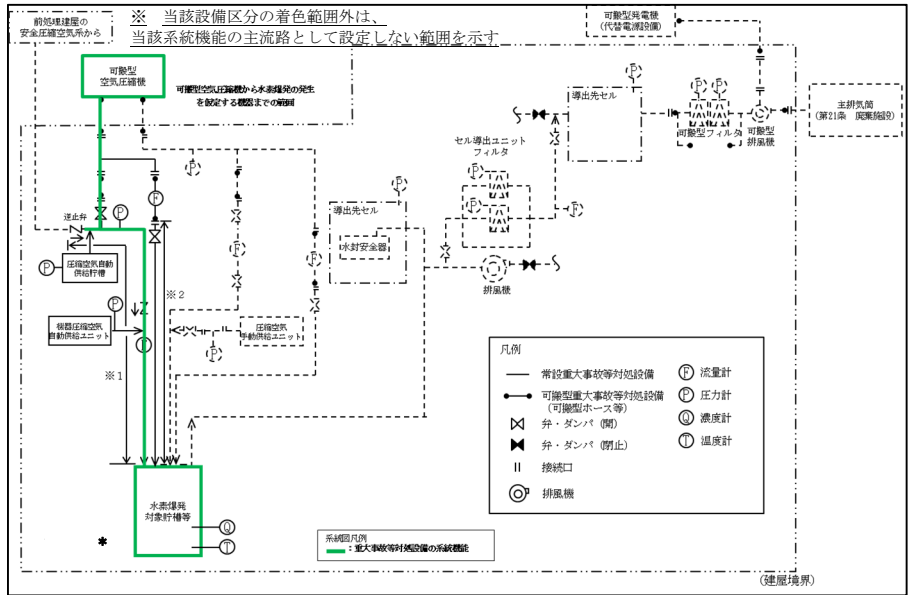 前処理建屋の
安全圧縮空気系から
※ 当該設備区分の着色範囲外は、
当該系統機能の主流路として設定しない範囲を示す
可搬型発電機
(代替電源設備)
可搬型
空気圧縮機
可搬型空気圧縮機から水素爆発の発生
を仮定する機器までの範囲
P
導出先セル
P
P
可搬型フィルタ
可搬型
排風機
主排気筒
(第21条 廃棄施設)
セル導出ユニット
フィルタ
P
P
P
F
F
逆止弁
P
導出先セル
P
水封安全器
F
F
排風機
圧縮空気自動
供給貯槽
P
※2
P
機器圧縮空気
自動供給ユニット
F
圧縮空気
手動供給ユニット
P
※1
凡例
常設重大事故等対処設備
可搬型重大事故等対処設備
(可搬型ホース等)
弁・ダンパ (開)
弁・ダンパ (閉止)
接続口
排風機
F 流量計
P 圧力計
Q 濃度計
T 温度計
水素爆発
対象貯槽等
Q
T
*
系統図凡例
:重大事故等対処設備の系統機能
(建屋境界)